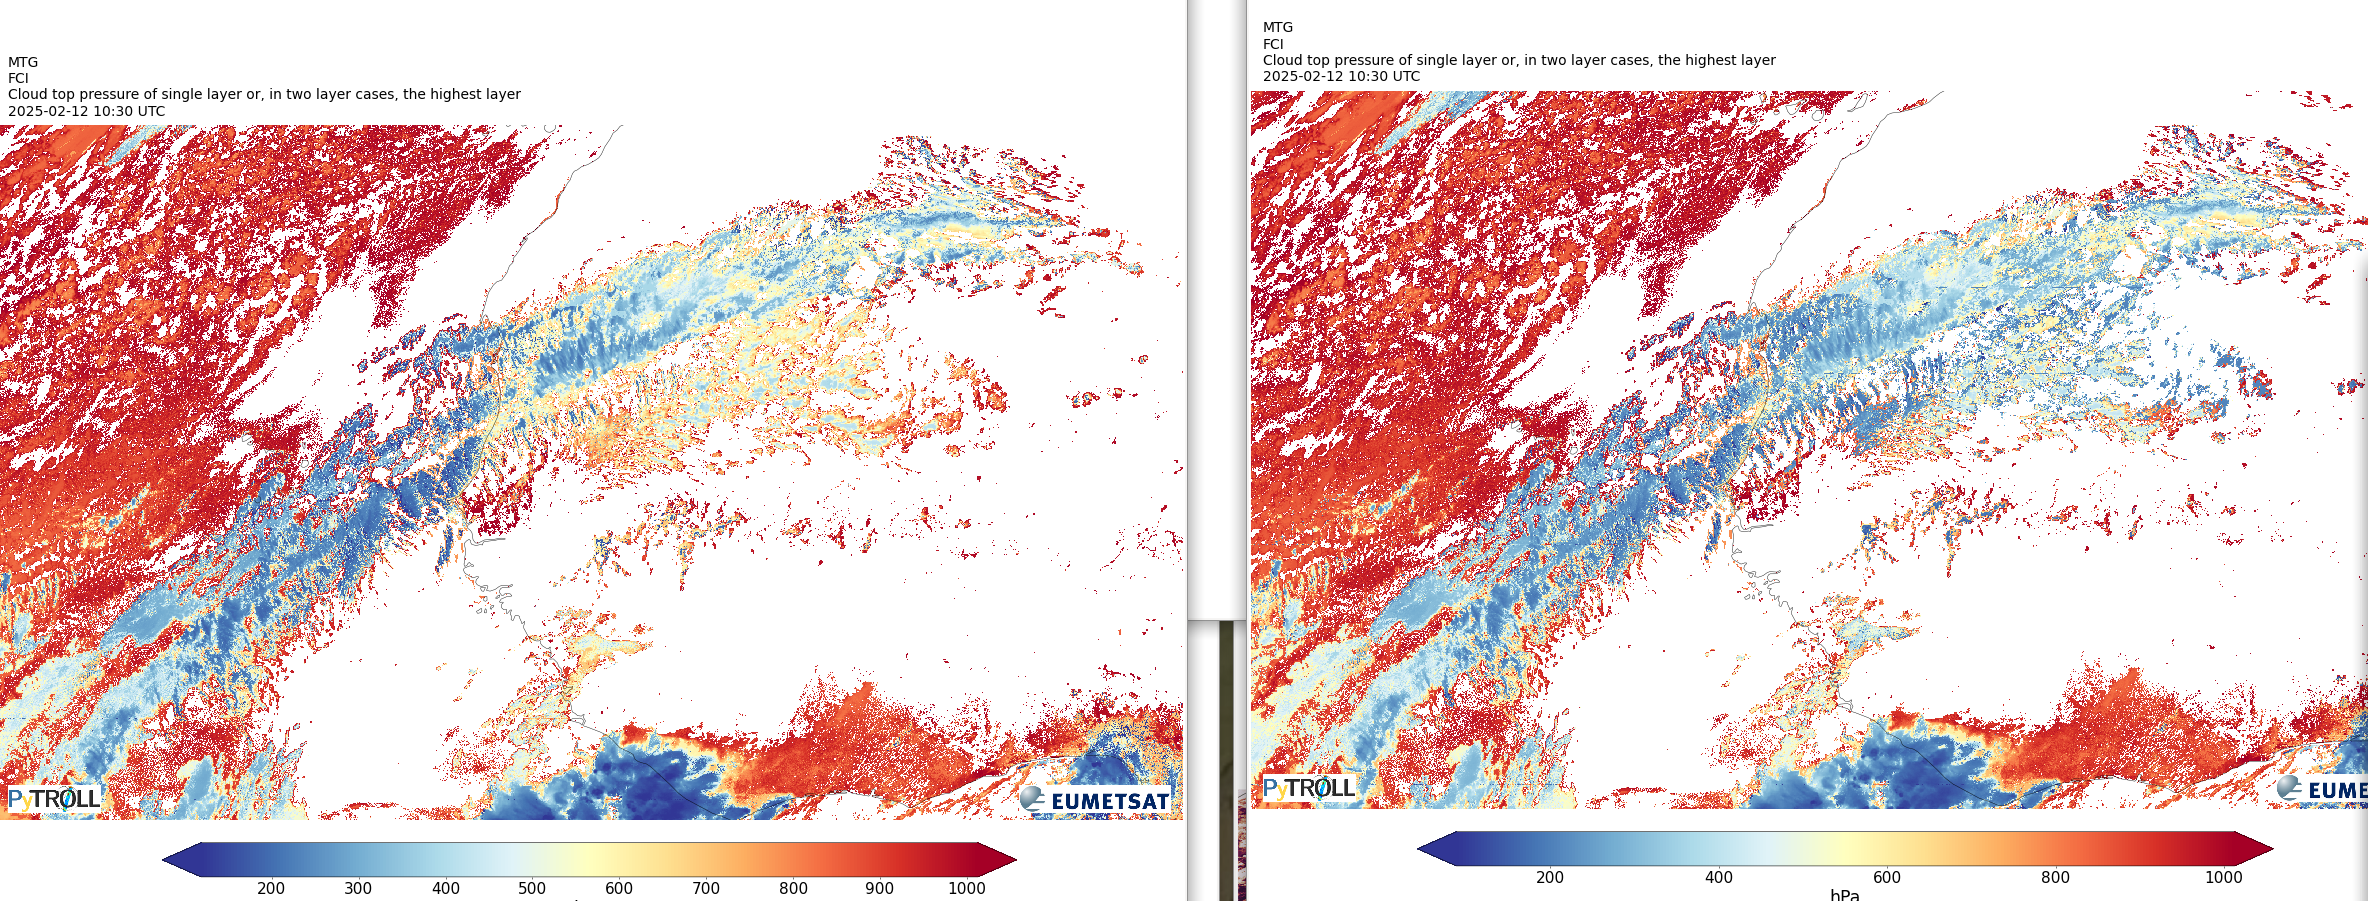 MTG
FCI
Cloud top pressure of single layer or, in two layer cases, the highest layer
2025-02-12 10:30 UTC
PyTROLL
EUMETSAT
200 300 400 500 600 700 800 900 1000
MTG
FCI
Cloud top pressure of single layer or, in two layer cases, the highest layer
2025-02-12 10:30 UTC
PyTROLL
EUME
200 400 600 800 1000
hPa